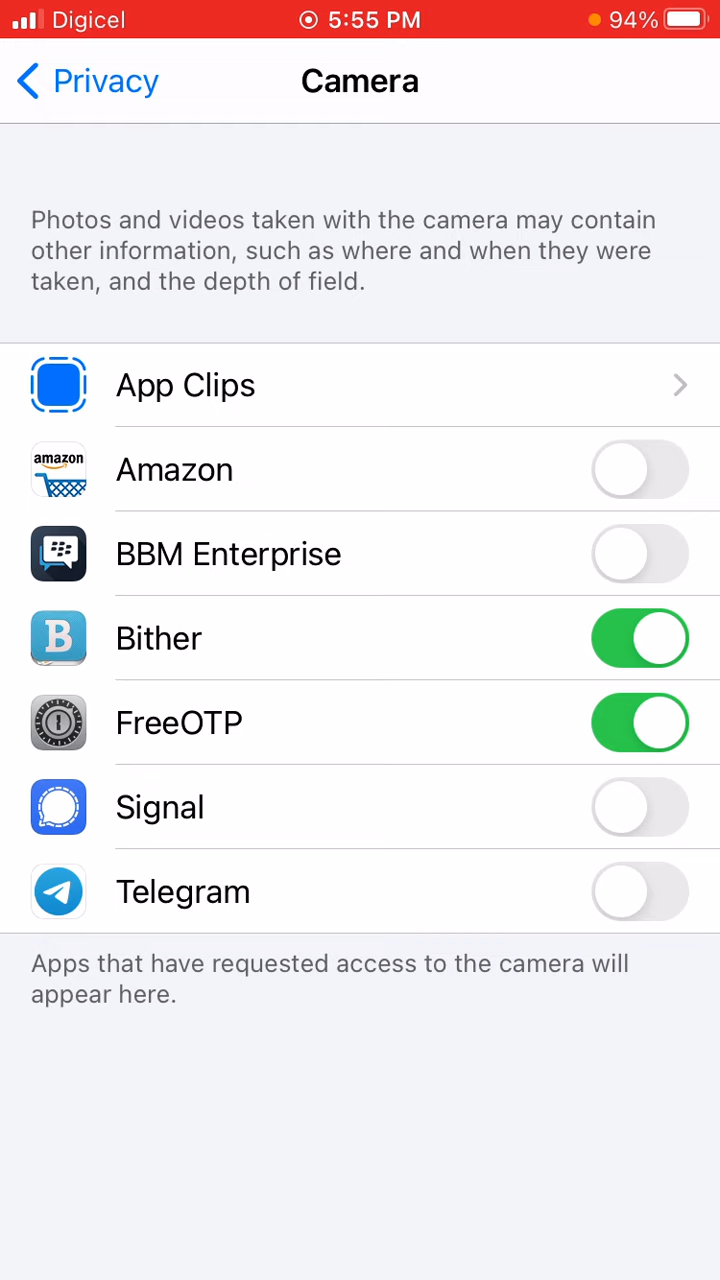 Digicel 5:55 PM 94%
Privacy Camera
Photos and videos taken with the camera may contain
other information, such as where and when they were
taken, and the depth of field.
App Clips
amazon Amazon
BBM Enterprise
B Bither
FreeOTP
Signal
Telegram
Apps that have requested access to the camera will
appear here.